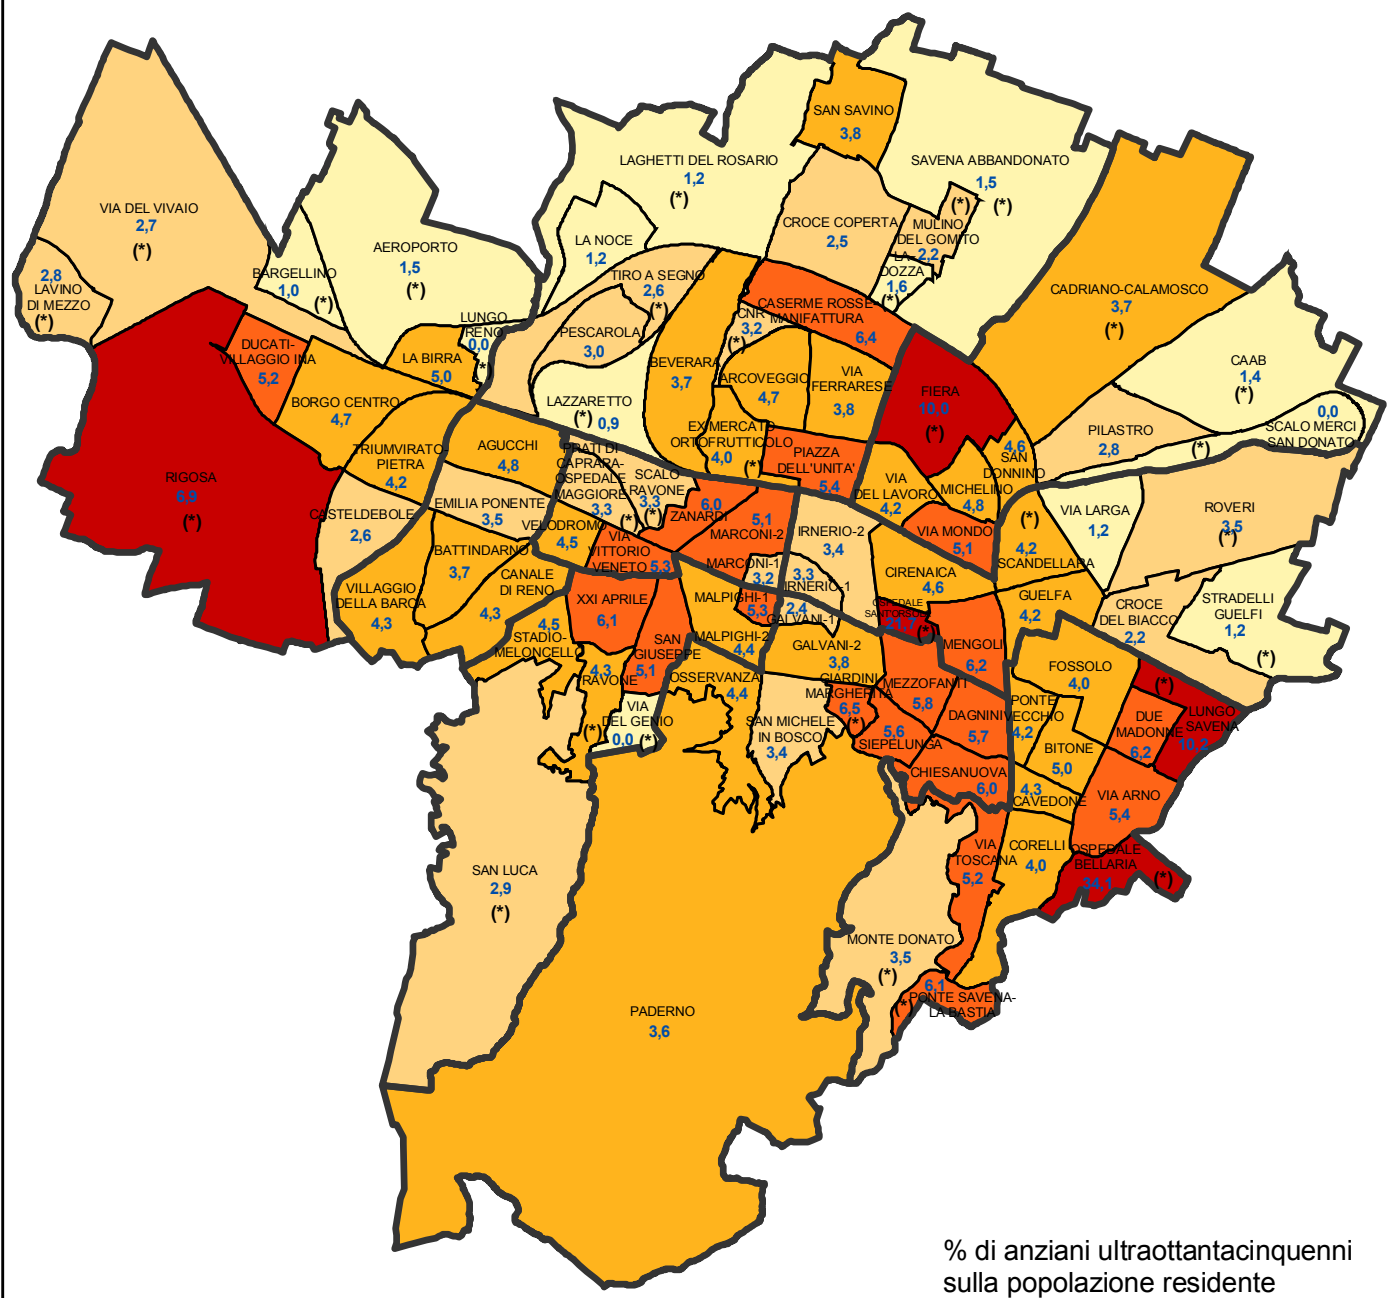 SAN SAVINO
3,8
LAGHETTI DEL ROSARIO
1,2
(*)
SAVENA ABBANDONATO
1,5
(*)
(*)
VIA DEL VIVAIO
2,7
(*)
CROCE COPERTA
2,5
MULINO
DEL GOMITO
2,2
LA NOCE
1,2
AEROPORTO
1,5
(*)
LA
DOZZA
1,6
(*)
2,8
LAVINO
DI MEZZO
(*)
BARGELLINO
1,0
(*)
TIRO A SEGNO
2,6
(*)
CADRIANO-CALAMOSCO
3,7
(*)
CASERME ROSSE-
MANIFATTURA
6,4
CNR
3,2
(*)
LUNGO
RENO
0,0
(*)
PESCAROLA
3,0
DUCATI-
VILLAGGIO INA
5,2
LA BIRRA
5,0
BEVERARA
3,7
ARCOVEGGIO
4,7
VIA
FERRARESE
3,8
CAAB
1,4
(*)
FIERA
10,0
(*)
BORGO CENTRO
4,7
LAZZARETTO
(*) 0,9
0,0
SCALO MERCI
SAN DONATO
EX MERCATO
ORTOFRUTTICOLO
4,0
(*)
PILASTRO
2,8
(*)
AGUCCHI
4,8
PRATI DI
CAPRARA-
OSPEDALE
MAGGIORE
3,3
(*)
PIAZZA
DELL'UNITA'
5,4
4,6
SAN
DONNINO
TRIUMVIRATO-
PIETRA
4,2
SCALO
RAVONE
3,3
(*)
RIGOSA
6,9
(*)
VIA
DEL LAVORO
4,2
MICHELINO
4,8
EMILIA PONENTE
3,5
6,0
ZANARDI
CASTELDEBOLE
2,6
5,1
MARCONI-2
VIA LARGA
1,2
ROVERI
3,5
(*)
(*)
4,2
SCANDELLARA
VELODROMO
4,5
VIA
VITTORIO
VENETO 5,3
IRNERIO-2
3,4
VIA MONDO
5,1
BATTINDARNO
3,7
MARCONI-1
3,2
3,3
IRNERIO-1
CIRENAICA
4,6
CANALE
DI RENO
4,3
VILLAGGIO
DELLA BARCA
4,3
XXI APRILE
6,1
MALPIGHI-1
5,3
2,4
GALVANI-1
OSPEDALE
SANT'ORSOLA
21,7
(*)
GUELFA
4,2
CROCE
DEL BIACCO
2,2
STRADELLI
GUELFI
1,2
(*)
4,5
STADIO-
MELONCELLO
SAN
GIUSEPPE
5,1
MALPIGHI-2
4,4
GALVANI-2
3,8
MENGOLI
6,2
FOSSOLO
4,0
4,3
RAVONE
(*)
OSSERVANZA
4,4
GIARDINI
MARGHERITA
6,5
(*)
MEZZOFANTI
5,8
(*)
LUNGO
SAVENA
10,2
VIA
DEL GENIO
0,0 (*)
SAN MICHELE
IN BOSCO
3,4
DAGNINI
5,7
PONTE
VECCHIO
4,2
DUE
MADONNE
6,2
5,6
SIEPELUNGA
BITONE
5,0
CHIESANUOVA
6,0
4,3
CAVEDONE
VIA ARNO
5,4
SAN LUCA
2,9
(*)
VIA
TOSCANA
5,2
CORELLI
4,0
OSPEDALE
BELLARIA
34,1
(*)
MONTE DONATO
3,5
(*)
6,1
PONTE SAVENA-
LA BASTIA
(*)
PADERNO
3,6
% di anziani ultraottantacinquenni
sulla popolazione residente